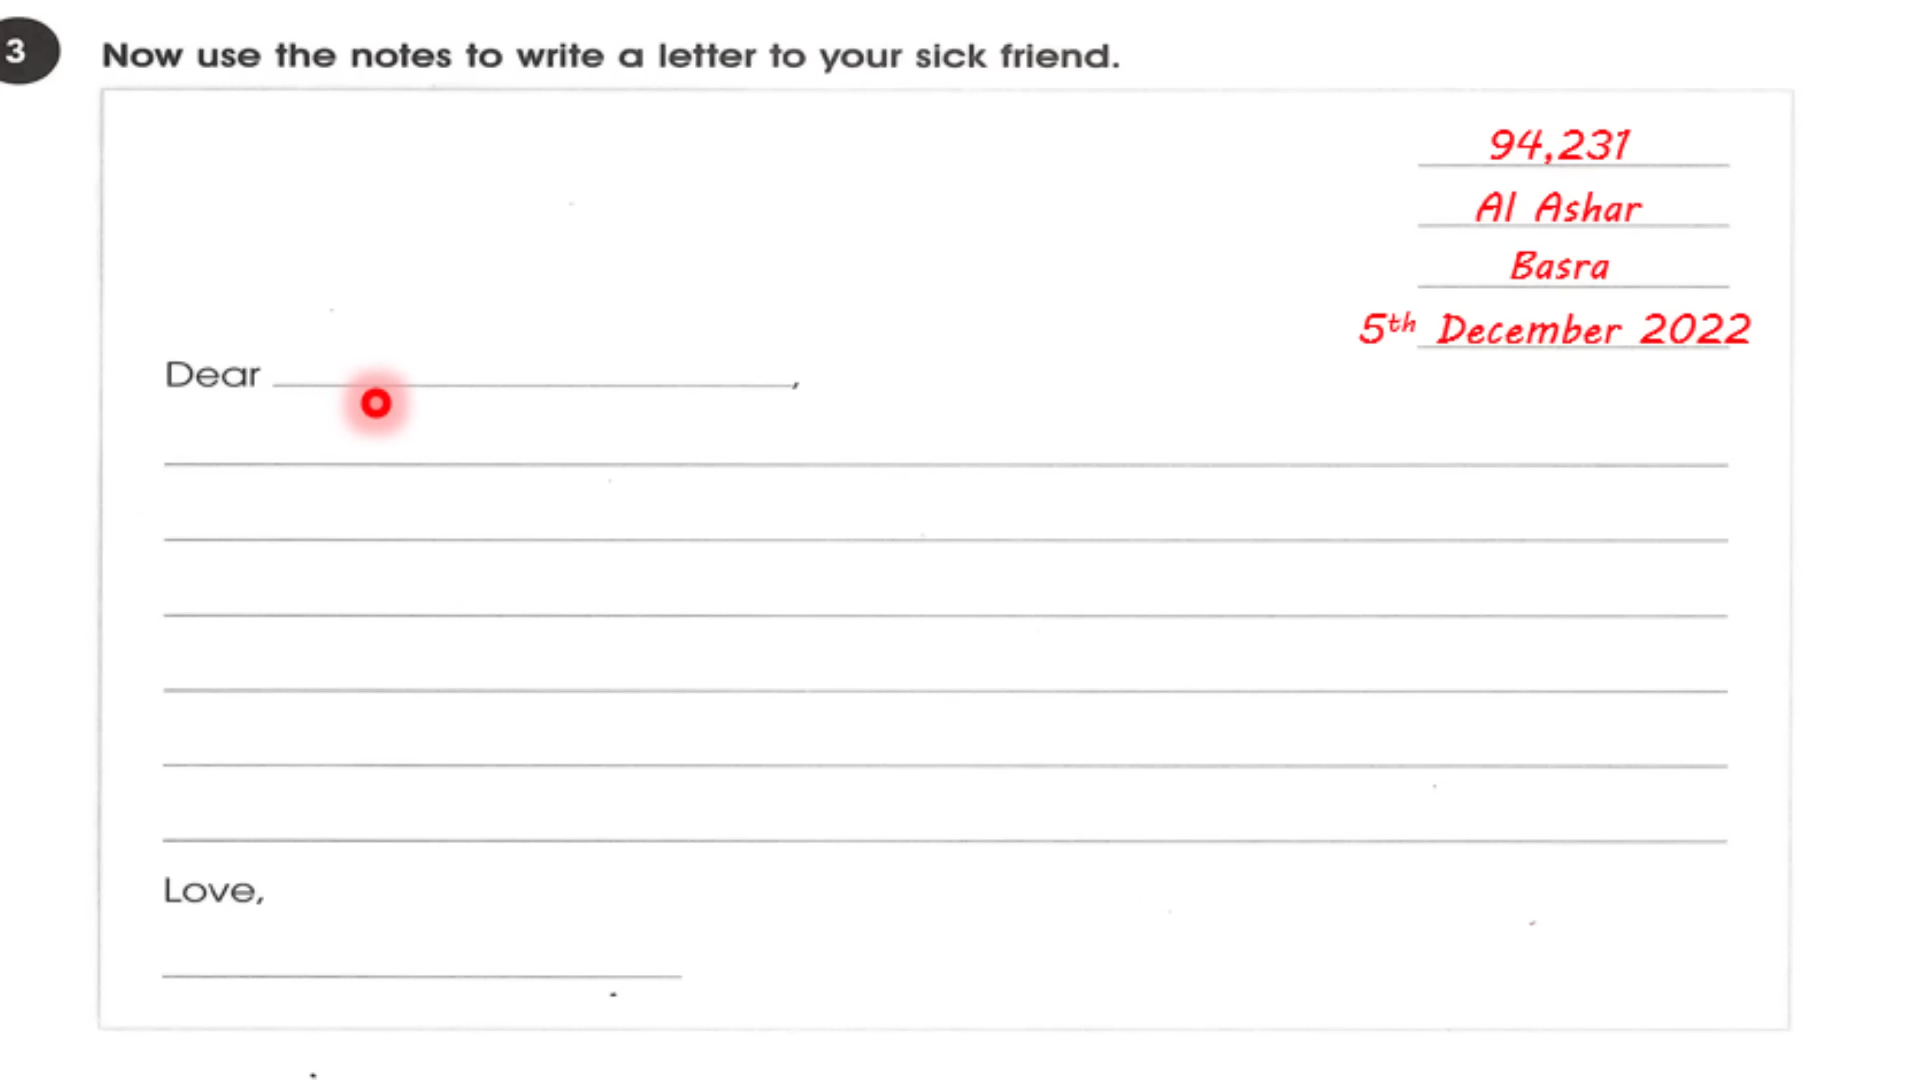 3 Now use the notes to write a letter to your sick friend.
94,231
Al Ashar
Basra
5th December 2022
Dear ,
Love,